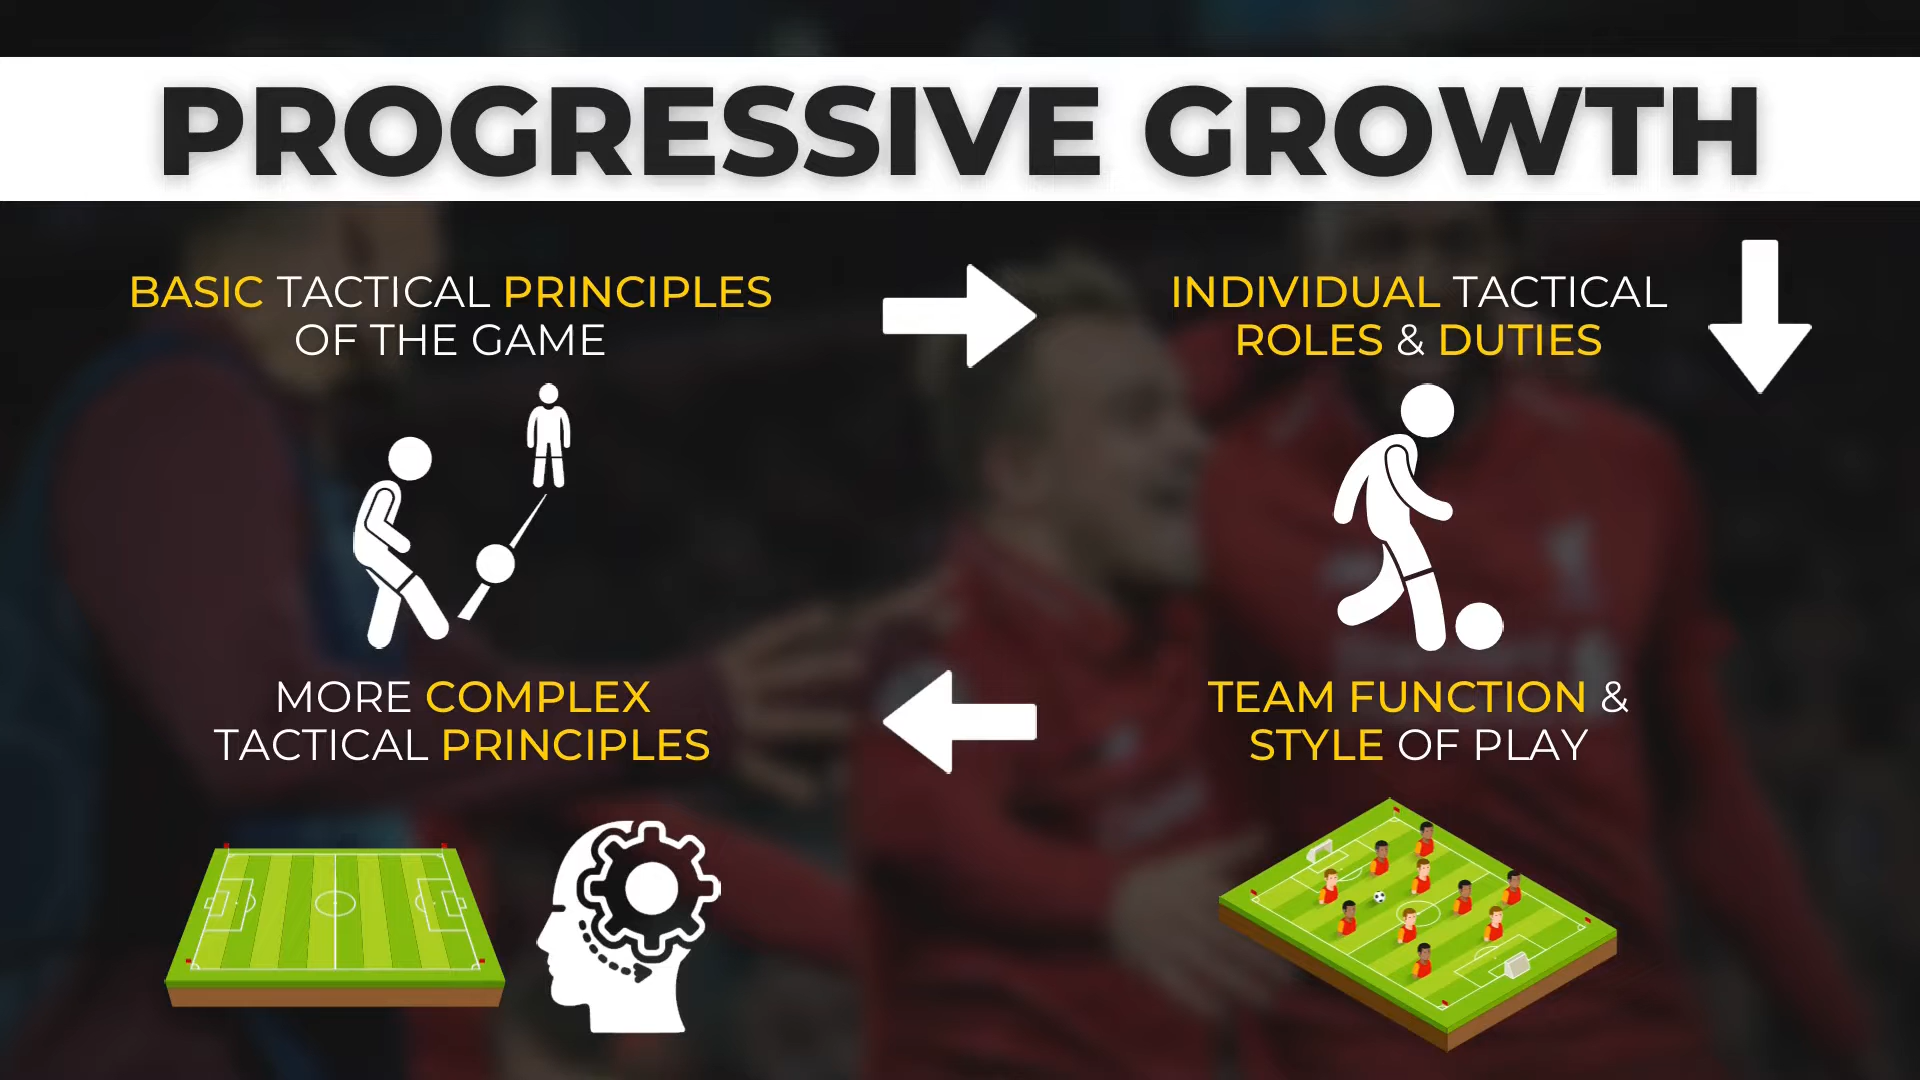 PROGRESSIVE GROWTH
BASIC TACTICAL PRINCIPLES
OF THE GAME
INDIVIDUAL TACTICAL
ROLES & DUTIES
TEAM FUNCTION &
STYLE OF PLAY
MORE COMPLEX
TACTICAL PRINCIPLES